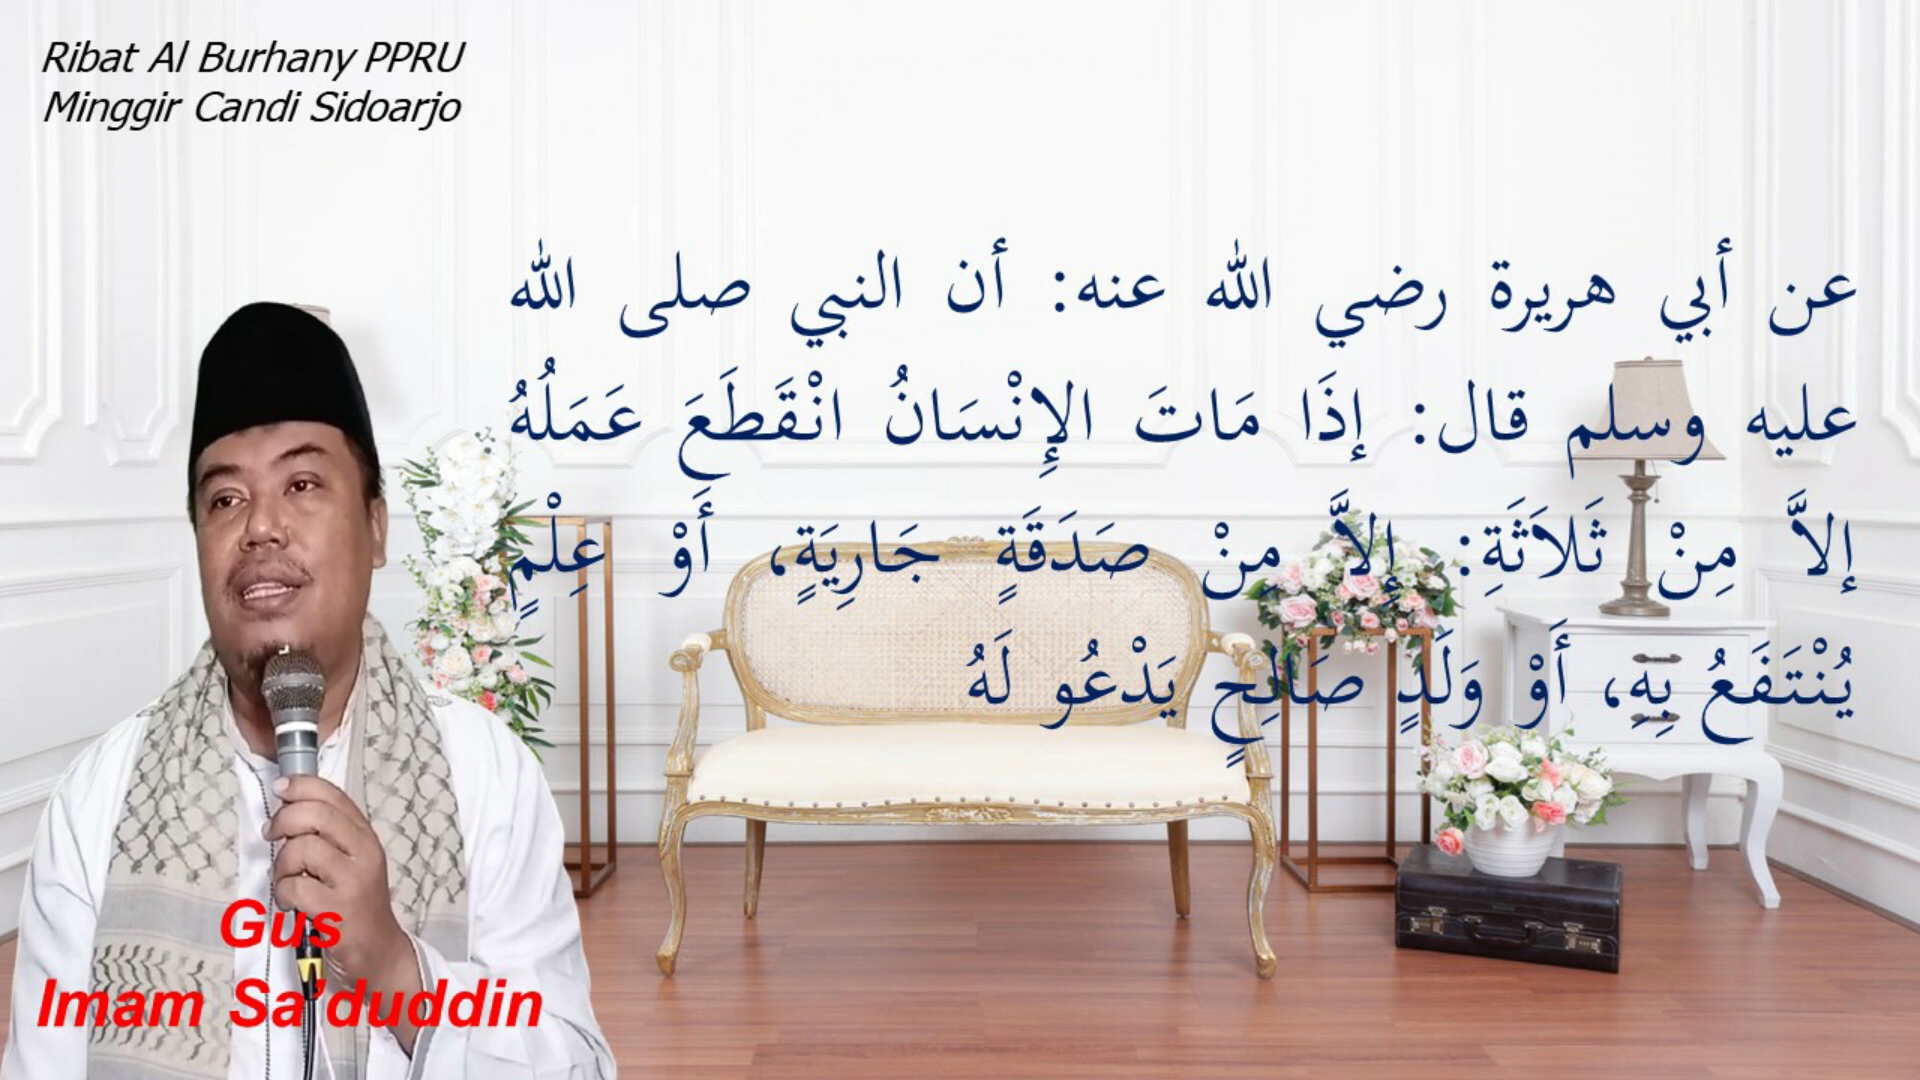 Ribat Al Burhany PPRU
Minggir Candi Sidoarjo
عن أبي هريرة رضي الله عنه: أن النبي صلى الله
عليه وسلم قال: إذَا مَاتَ الإِنْسَانُ انْقَطَعَ عَمَلُهُ
إلاَّ مِنْ ثَلاَثَةِ: إِلاَّ مِنْ صَدَقَةٍ جَارِيَةٍ، أَوْ عِلْمٍ
يُنْتَفَعُ بِهِ، أَوْ وَلَدٍ صَالِحٍ يَدْعُو لَهُ
Gus
Imam Sa’duddin